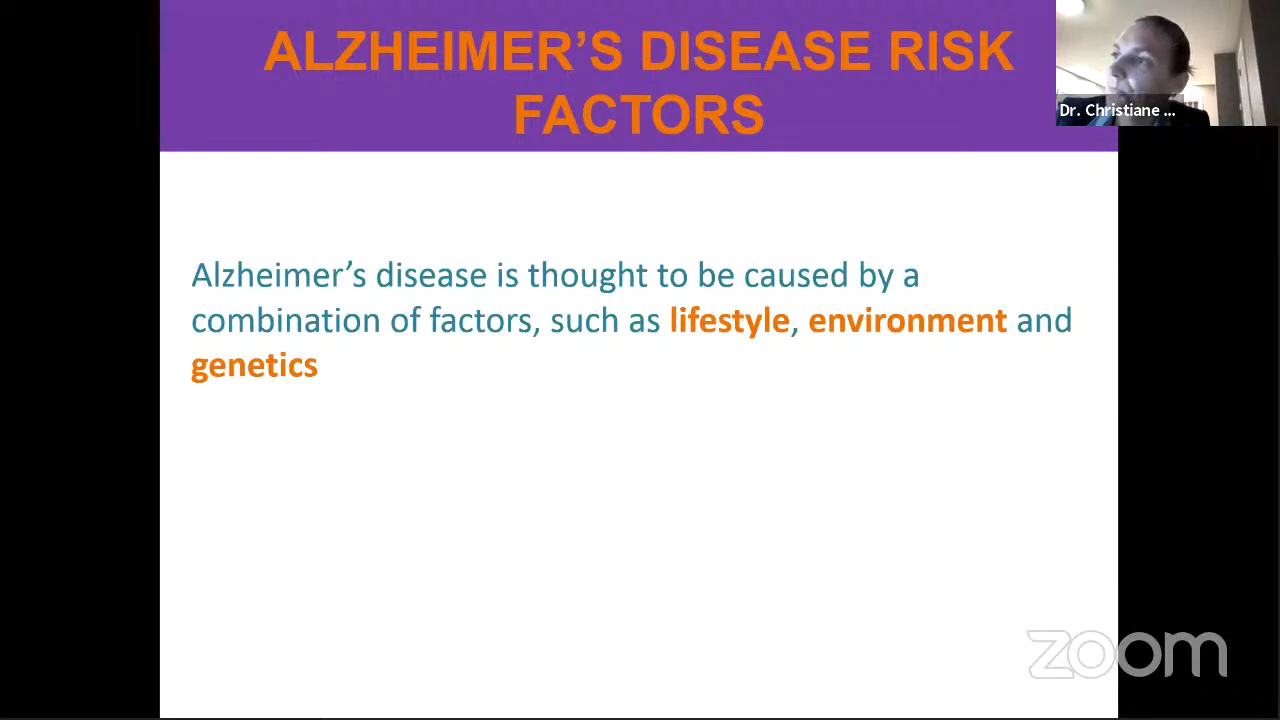 ALZHEIMER’S DISEASE RISK
FACTORS
Dr. Christiane ...
Alzheimer’s disease is thought to be caused by a
combination of factors, such as lifestyle, environment and
genetics
zoom